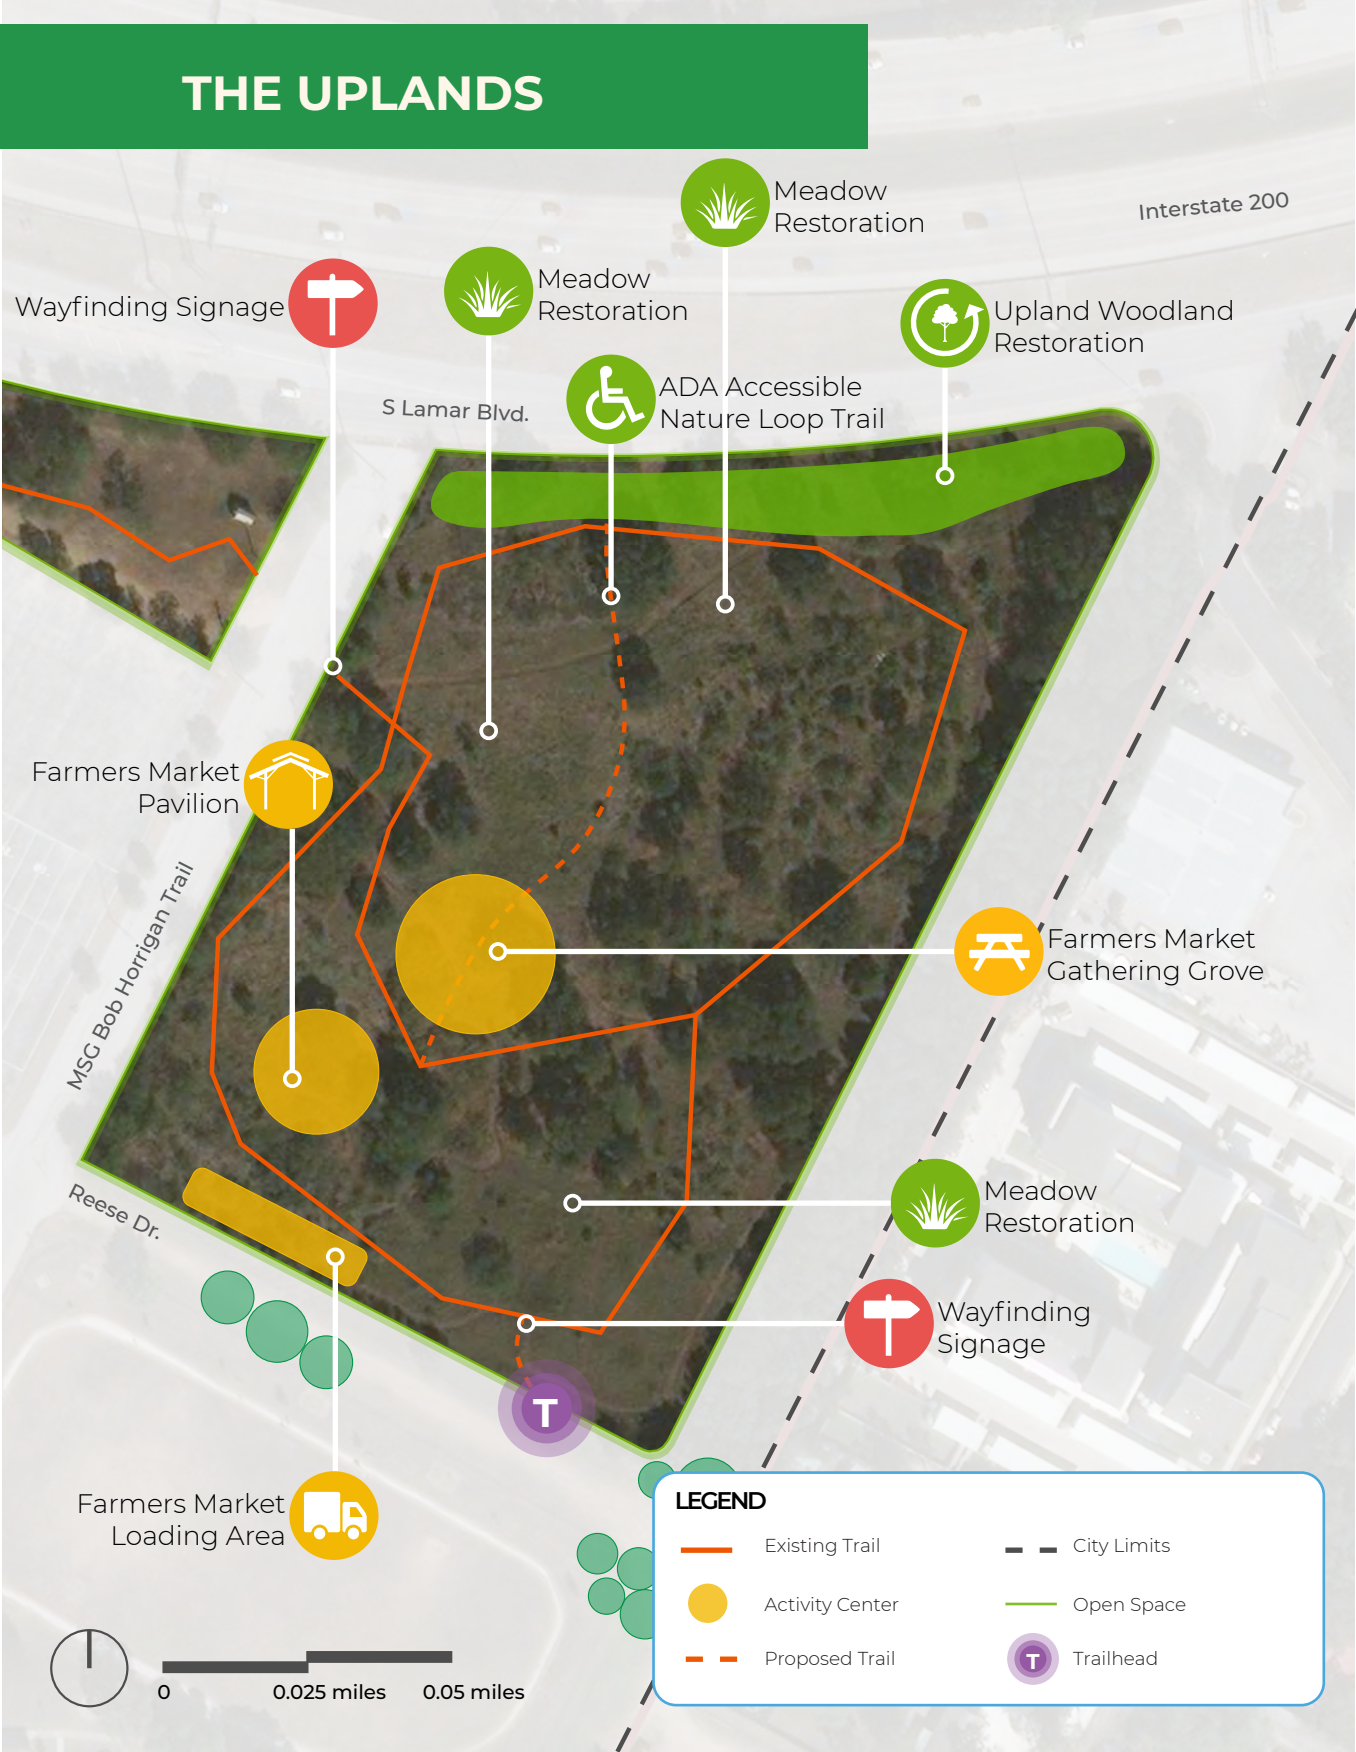 THE UPLANDS
Meadow
Restoration
Interstate 200
Meadow
Restoration
Wayfinding Signage
Upland Woodland
Restoration
ADA Accessible
Nature Loop Trail
S Lamar Blvd.
Farmers Market
Pavilion
MSG Bob Horrigan Trail
Farmers Market
Gathering Grove
Reese Dr.
Meadow
Restoration
Wayfinding
Signage
T
Farmers Market
Loading Area
LEGEND
Existing Trail
City Limits
Activity Center
Open Space
Proposed Trail
T
Trailhead
0
0.025 miles
0.05 miles